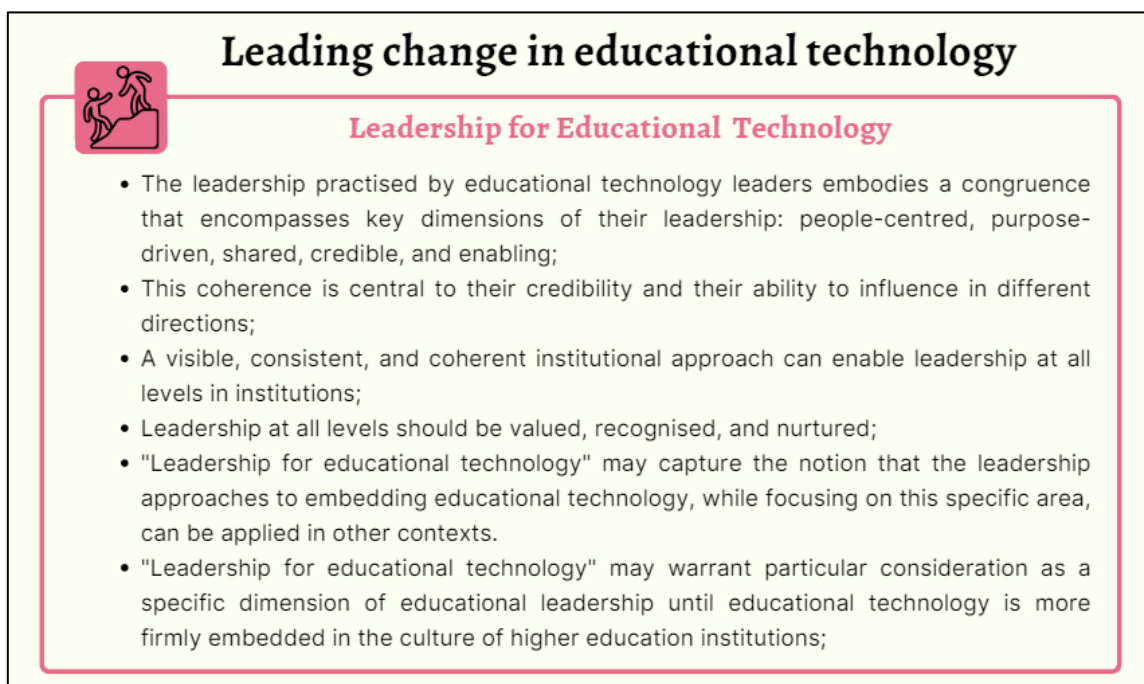 Leading change in educational technology
Leadership for Educational Technology
• The leadership practised by educational technology leaders embodies a congruence
that encompasses key dimensions of their leadership: people-centred, purpose-
driven, shared, credible, and enabling;
• This coherence is central to their credibility and their ability to influence in different
directions;
• A visible, consistent, and coherent institutional approach can enable leadership at all
levels in institutions;
• Leadership at all levels should be valued, recognised, and nurtured;
• "Leadership for educational technology" may capture the notion that the leadership
approaches to embedding educational technology, while focusing on this specific area,
can be applied in other contexts.
• "Leadership for educational technology" may warrant particular consideration as a
specific dimension of educational leadership until educational technology is more
firmly embedded in the culture of higher education institutions;